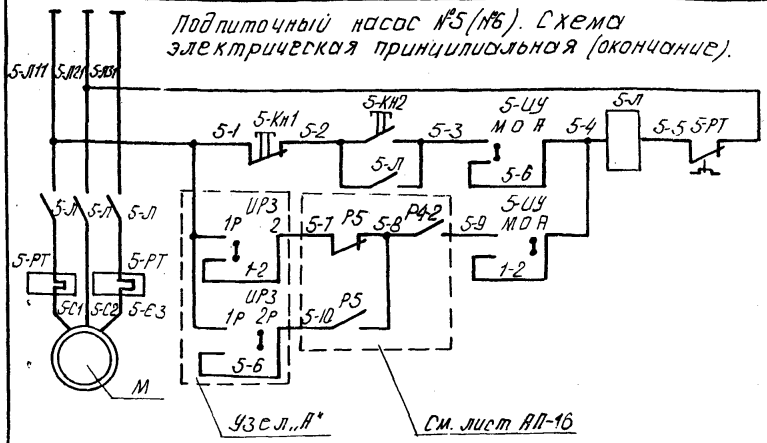 Подпиточный насос №5(№6). Схема
электрическая принципиальная (окончание).
5-Л11 5-Л21 5-Л31
5-Кн1 5-Кн2 5-ЦУ 5-Л
5-1 5-2 5-3 М О А 5-4 5-5 5-РТ
5-Л 5-6
5-Л 5-Л 5-Л
ЦРЗ Р5 Р4-2 5-ЦУ
1Р 2 5-7 5-8 5-9 М О А
1-2 1-2
5-РТ 5-РТ
ЦРЗ Р5
1Р 2Р 5-10
5-С1 5-С2 5-С3
5-6
М
Узел „А"
См. лист АП-16